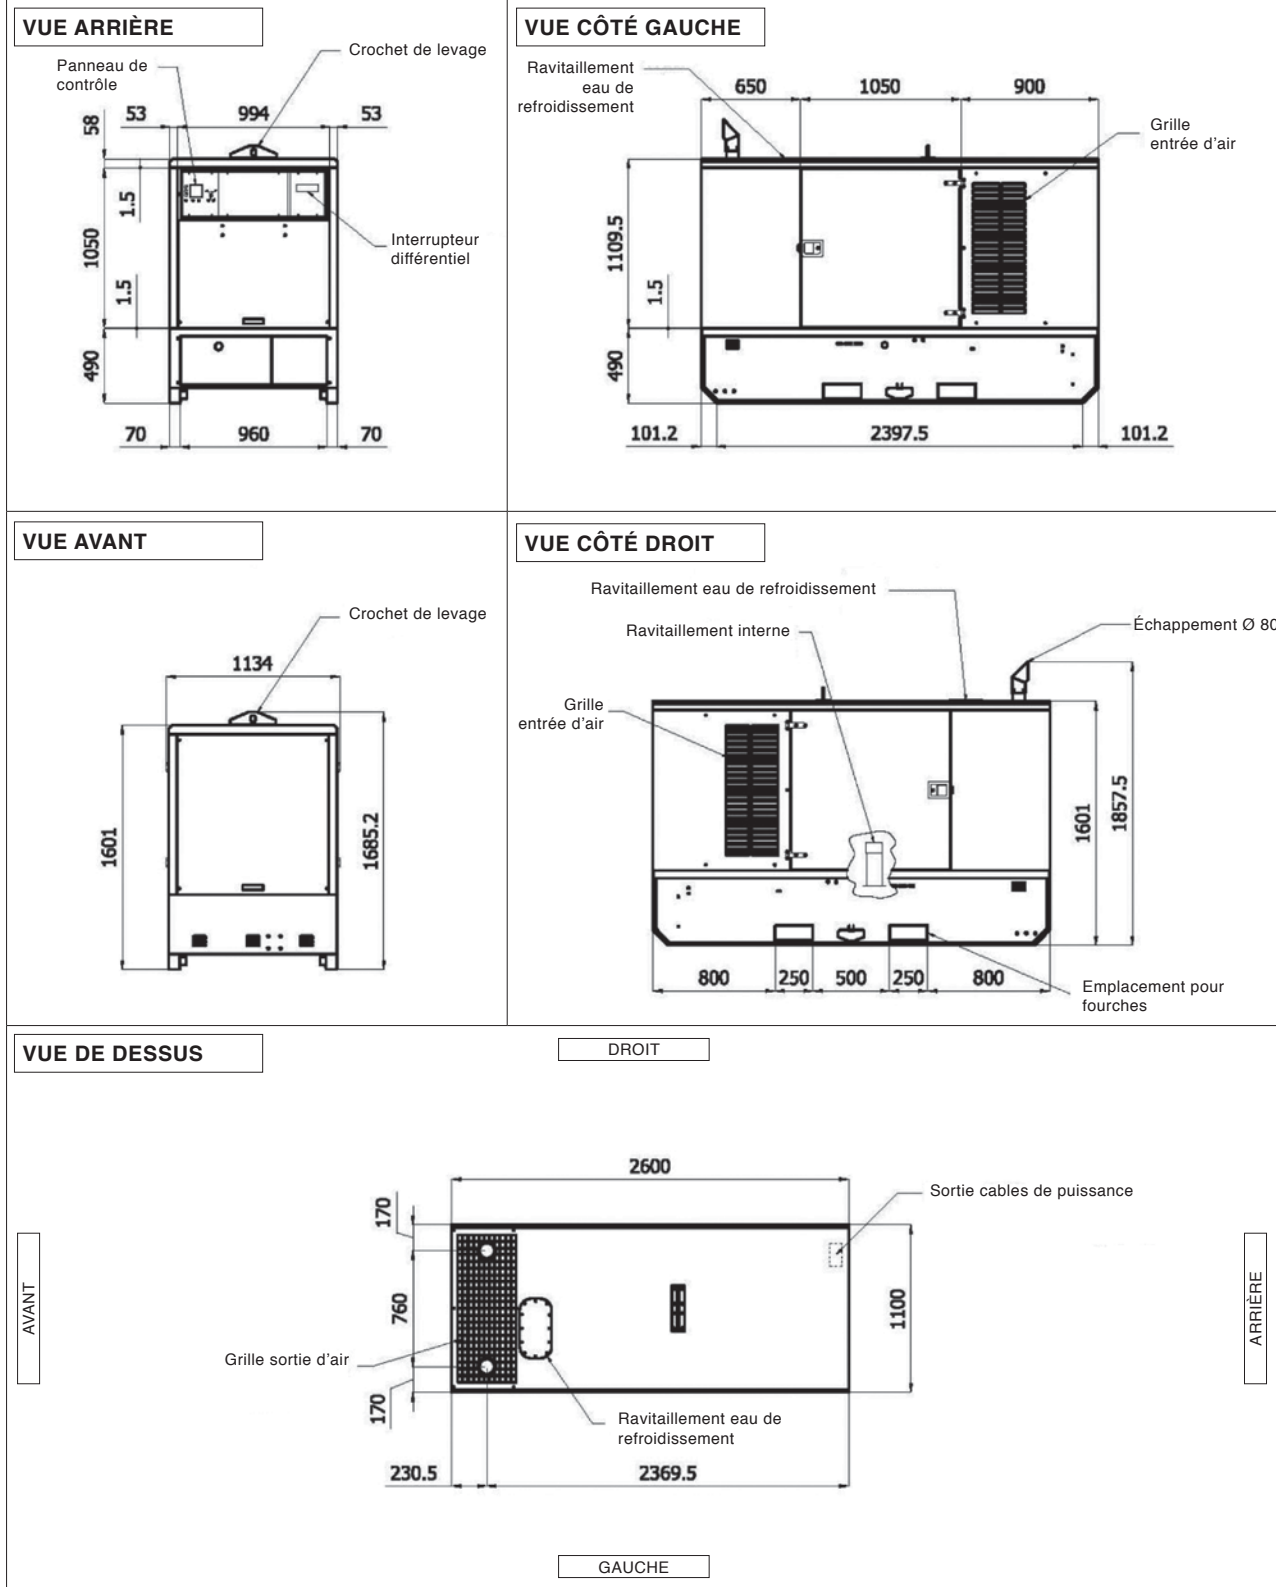 VUE ARRIÈRE
Crochet de levage
Panneau de
contrôle
53
994
53
58
1.5
1050
1.5
490
Interrupteur
différentiel
70
960
70
VUE CÔTÉ GAUCHE
Ravitaillement
eau de
refroidissement
650
1050
900
Grille
entrée d'air
1109.5
1.5
490
101.2
2397.5
101.2
VUE AVANT
Crochet de levage
1134
1601
1685.2
VUE CÔTÉ DROIT
Ravitaillement eau de refroidissement
Ravitaillement interne
Échappement Ø 80
Grille
entrée d'air
1601
1857.5
800
250
500
250
800
Emplacement pour
fourches
VUE DE DESSUS
DROIT
2600
Sortie cables de puissance
170
760
170
1100
AVANT
ARRIÈRE
Grille sortie d'air
Ravitaillement eau de
refroidissement
230.5
2369.5
GAUCHE